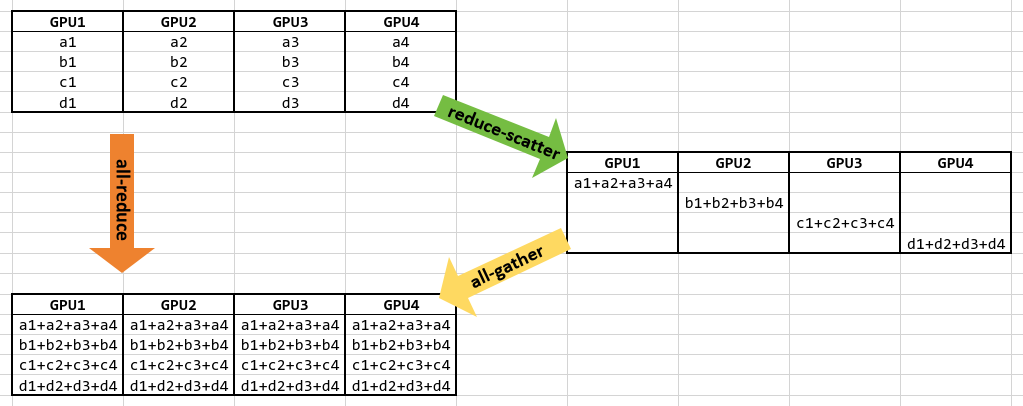 GPU1 GPU2 GPU3 GPU4
a1 a2 a3 a4
b1 b2 b3 b4
c1 c2 c3 c4
d1 d2 d3 d4
reduce-scatter
all-reduce
GPU1 GPU2 GPU3 GPU4
a1+a2+a3+a4
b1+b2+b3+b4
c1+c2+c3+c4
d1+d2+d3+d4
all-gather
GPU1 GPU2 GPU3 GPU4
a1+a2+a3+a4 a1+a2+a3+a4 a1+a2+a3+a4 a1+a2+a3+a4
b1+b2+b3+b4 b1+b2+b3+b4 b1+b2+b3+b4 b1+b2+b3+b4
c1+c2+c3+c4 c1+c2+c3+c4 c1+c2+c3+c4 c1+c2+c3+c4
d1+d2+d3+d4 d1+d2+d3+d4 d1+d2+d3+d4 d1+d2+d3+d4